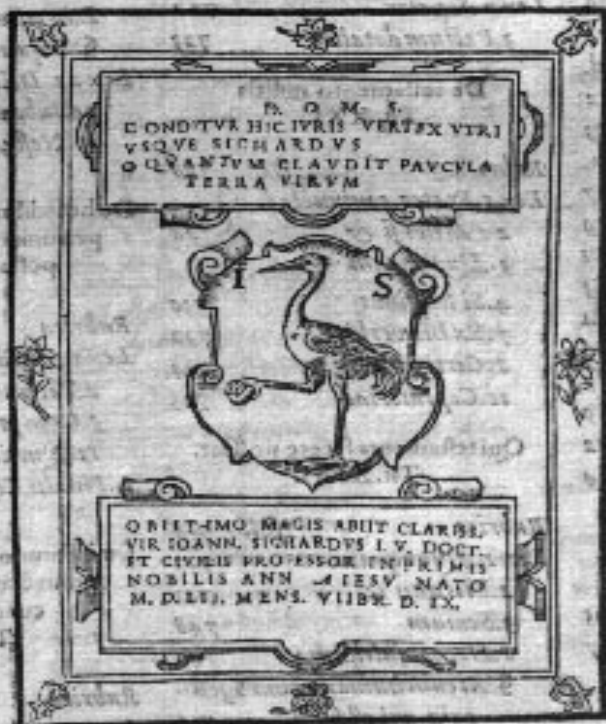 D. O. M. S.
CONDITVR HIC IVRIS VERTEX VTRI
VSQVE SICHARDVS
O QVANTVM CLAVDIT PAVCVLA
TERRA VIRVM
I S
OBIIT IMO MAGIS ABIIT CLARISS.
VIR IOANN. SICHARDVS I. V. DOCT.
ET CIVILIS PROFESSOR IN PRIMIS
NOBILIS ANN A IESV NATO
M. D. LII. MENS. VIIBR. D. IX.